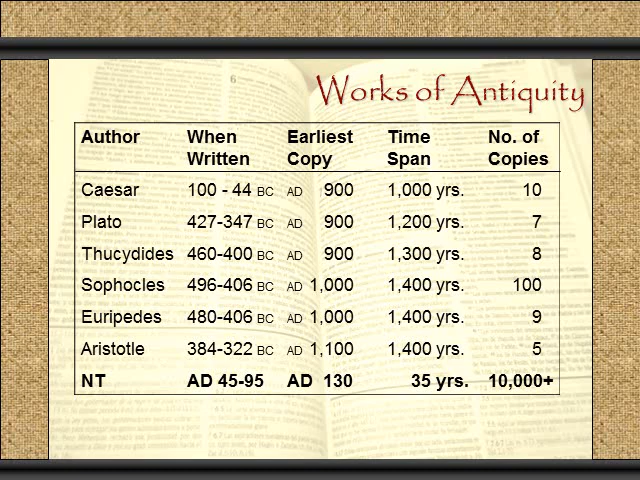 Works of Antiquity
Author When Written Earliest Copy Time Span No. of Copies
Caesar 100 - 44 BC AD 900 1,000 yrs. 10
Plato 427-347 BC AD 900 1,200 yrs. 7
Thucydides 460-400 BC AD 900 1,300 yrs. 8
Sophocles 496-406 BC AD 1,000 1,400 yrs. 100
Euripedes 480-406 BC AD 1,000 1,400 yrs. 9
Aristotle 384-322 BC AD 1,100 1,400 yrs. 5
NT AD 45-95 AD 130 35 yrs. 10,000+